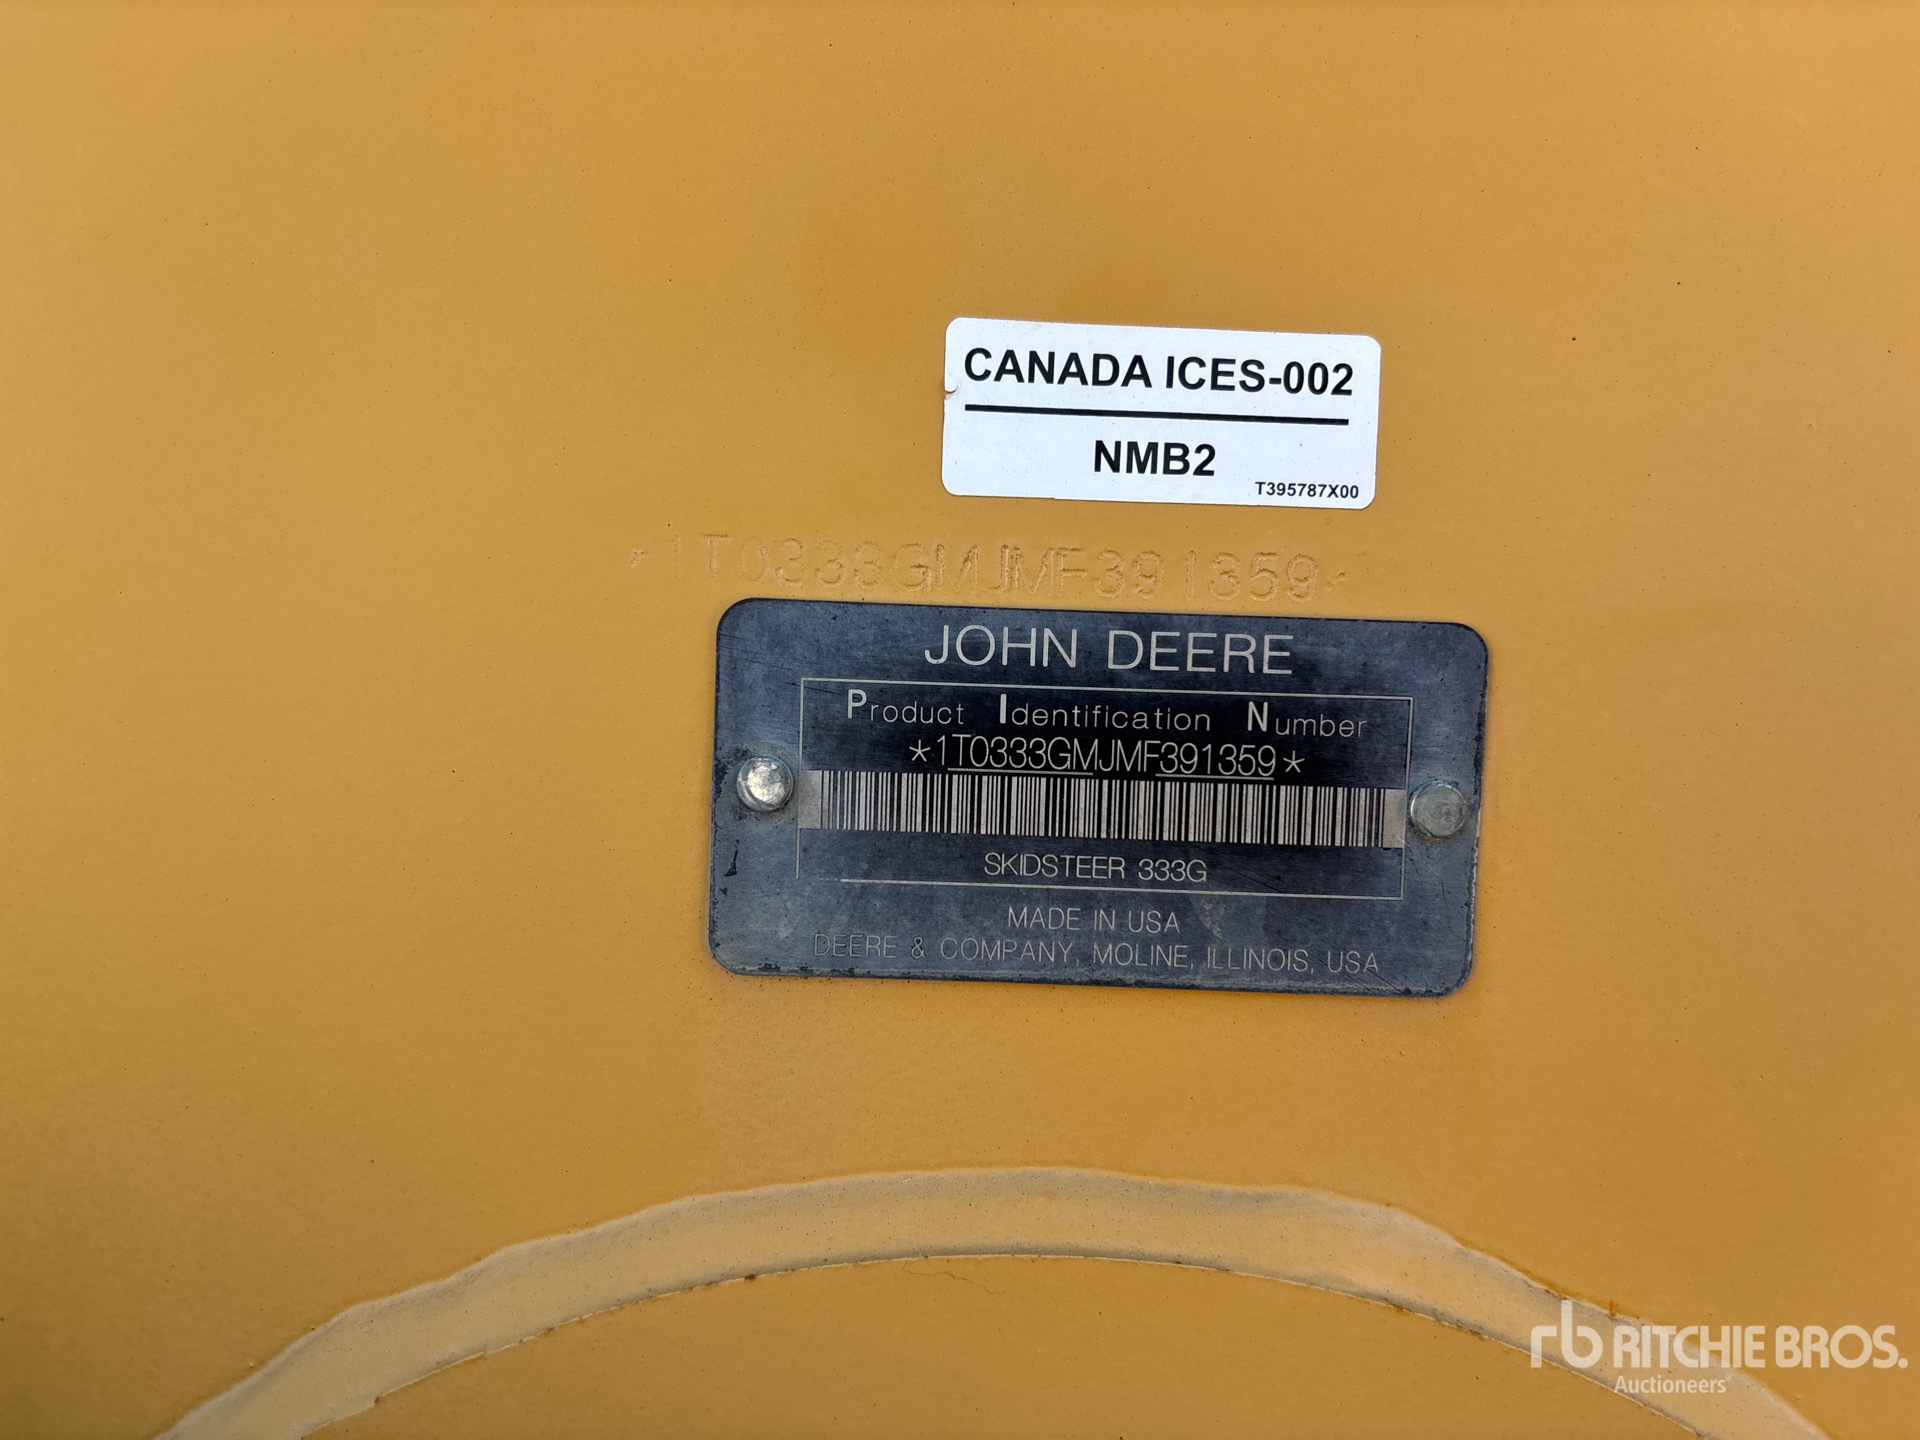 CANADA ICES-002
NMB2
T395787X00
*1T0333GMJMF391359*
JOHN DEERE
Product Identification Number
*1T0333GMJMF391359*
SKIDSTEER 333G
MADE IN USA
DEERE & COMPANY, MOLINE, ILLINOIS, USA
rb RITCHIE BROS.
Auctioneers